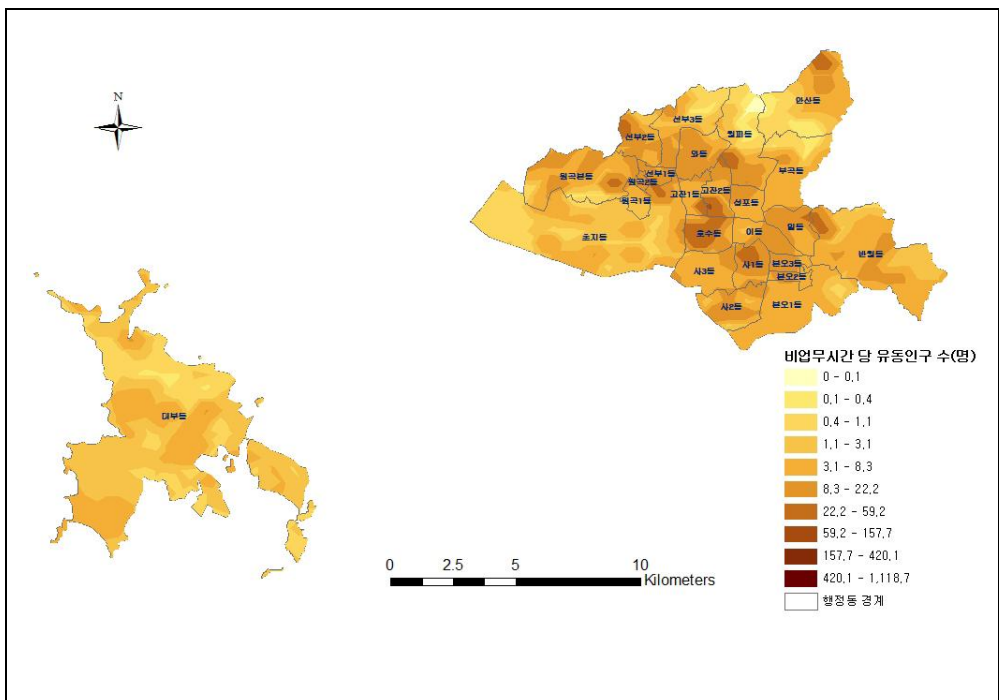 N
안산동
선부3동
월피동
선부2동
와동
부곡동
원곡본동
선부1동
원곡2동
고잔1동
고잔2동
성포동
원곡1동
초지동
호수동
이동
일동
반월동
사1동
본오3동
사3동
본오2동
사2동
본오1동
대부동
비업무시간 당 유동인구 수(명)
0 - 0.1
0.1 - 0.4
0.4 - 1.1
1.1 - 3.1
3.1 - 8.3
8.3 - 22.2
22.2 - 59.2
59.2 - 157.7
157.7 - 420.1
420.1 - 1,118.7
행정동 경계
0 2.5 5 10
Kilometers